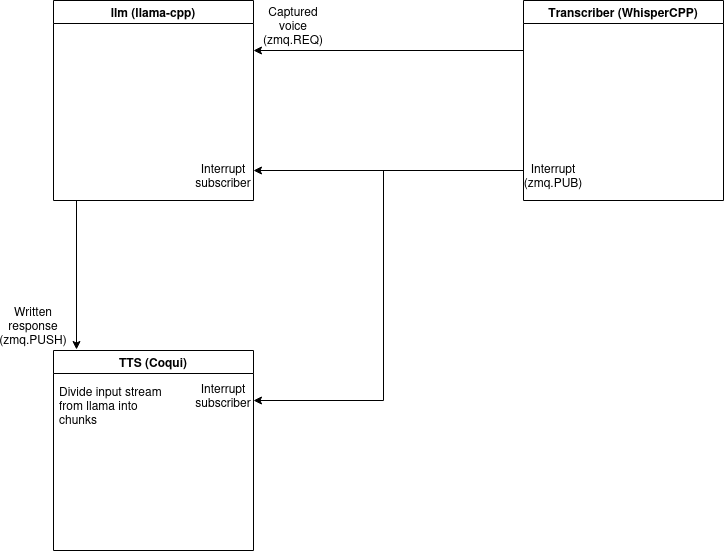 llm (llama-cpp)
Captured
voice
(zmq.REQ)
Transcriber (WhisperCPP)
Interrupt
subscriber
Interrupt
(zmq.PUB)
Written
response
(zmq.PUSH)
TTS (Coqui)
Divide input stream
from llama into
chunks
Interrupt
subscriber